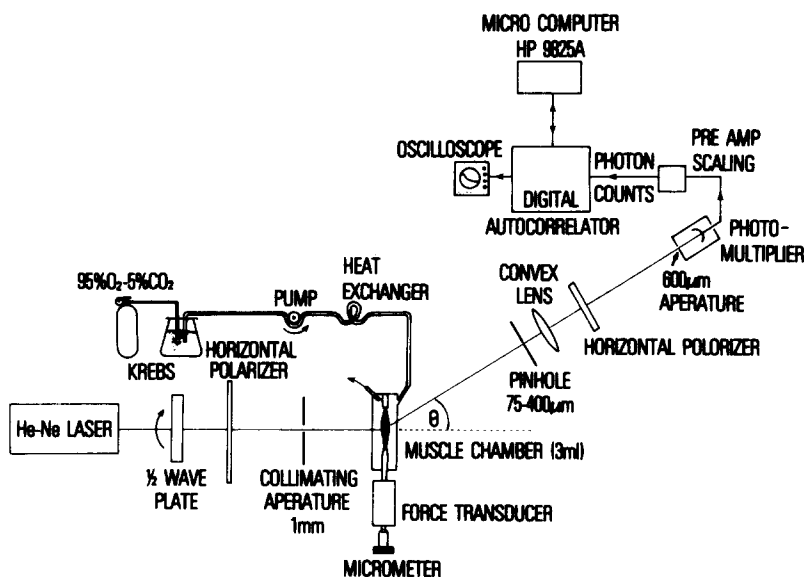 MICRO COMPUTER
HP 9825A
OSCILLOSCOPE
PRE AMP
SCALING
PHOTON
COUNTS
DIGITAL
AUTOCORRELATOR
PHOTO-
MULTIPLIER
600μm
APERATURE
CONVEX
LENS
HORIZONTAL POLORIZER
PINHOLE
75-400μm
95%O₂-5%CO₂
PUMP
HEAT
EXCHANGER
KREBS
HORIZONTAL
POLARIZER
He-Ne LASER
½ WAVE
PLATE
COLLIMATING
APERATURE
1mm
θ
MUSCLE CHAMBER (3ml)
FORCE TRANSDUCER
MICROMETER